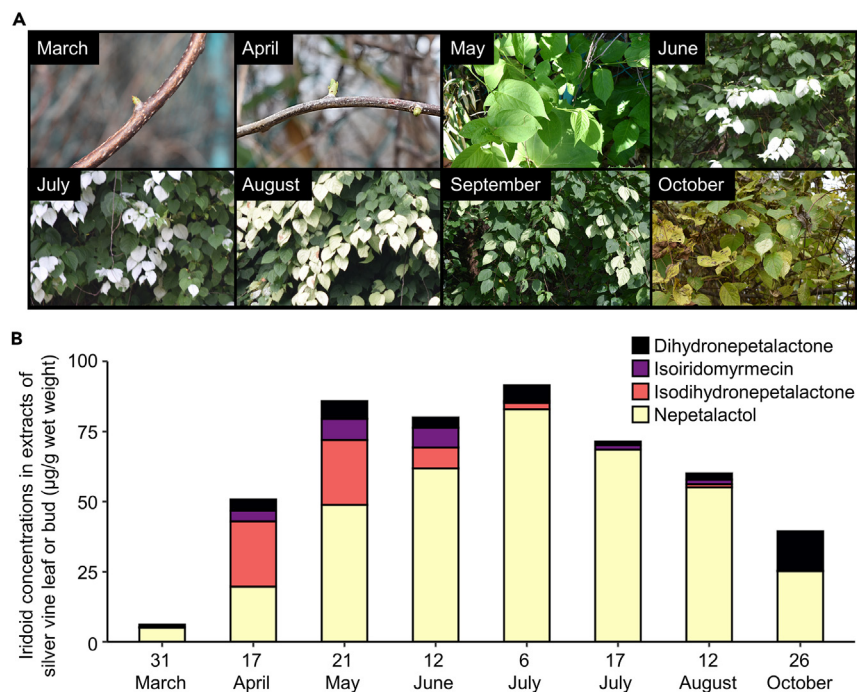 A
March
April
May
June
July
August
September
October
B
Iridoid concentrations in extracts of
silver vine leaf or bud (µg/g wet weight)
100
75
50
25
0
Dihydronepetalactone
Isoiridomyrmecin
Isodihydronepetalactone
Nepetalactol
31 17 21 12 6 17 12 26
March April May June July July August October